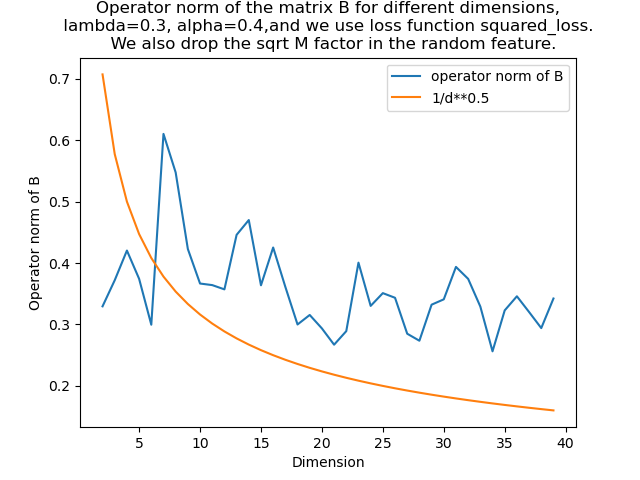 Operator norm of the matrix B for different dimensions,
lambda=0.3, alpha=0.4,and we use loss function squared_loss.
We also drop the sqrt M factor in the random feature.
operator norm of B
1/d**0.5
0.7
0.6
0.5
0.4
0.3
0.2
Operator norm of B
5 10 15 20 25 30 35 40
Dimension